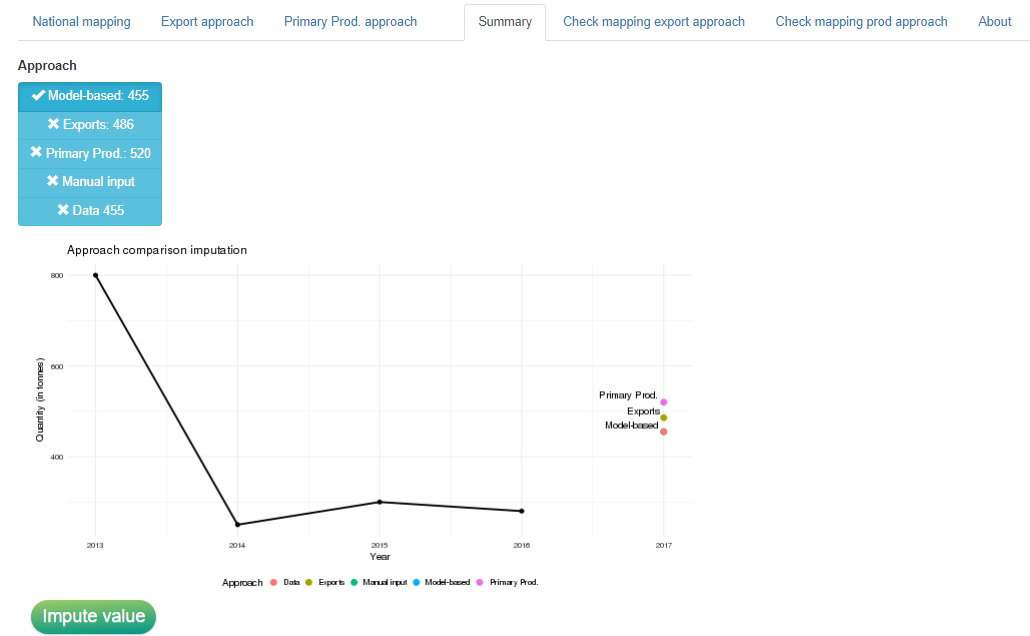 National mapping Export approach Primary Prod. approach Summary Check mapping export approach Check mapping prod approach About
Approach
Model-based: 455
Exports: 486
Primary Prod.: 520
Manual input
Data 455
Approach comparison imputation
800
600
400
Quantity (in tonnes)
Primary Prod.
Exports
Model-based
2013 2014 2015 2016 2017
Year
Approach Data Exports Manual input Model-based Primary Prod.
Impute value